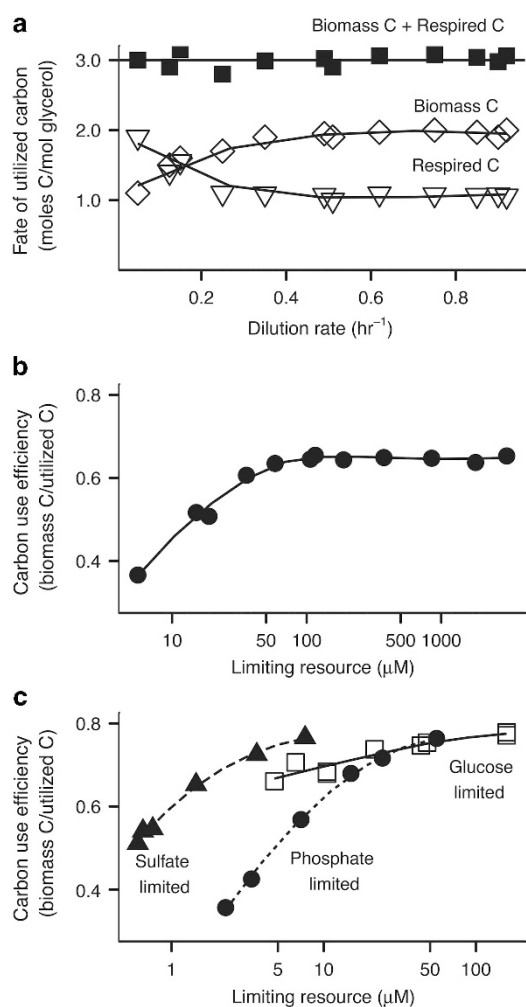 a
Biomass C + Respired C
Fate of utilized carbon
(moles C/mol glycerol)
3.0
2.0
1.0
Biomass C
Respired C
0.2 0.4 0.6 0.8
Dilution rate (hr⁻¹)
b
Carbon use efficiency
(biomass C/utilized C)
0.8
0.6
0.4
10 50 100 500 1000
Limiting resource (μM)
c
Carbon use efficiency
(biomass C/utilized C)
0.8
0.6
0.4
Glucose
limited
Sulfate
limited
Phosphate
limited
1 5 10 50 100
Limiting resource (μM)